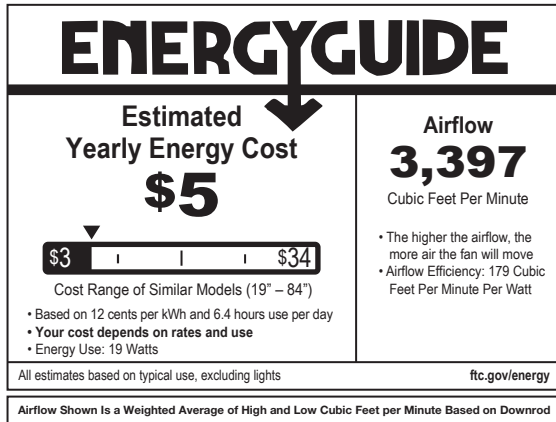 ENERGYGUIDE
Estimated
Yearly Energy Cost
$5
$3
$34
Cost Range of Similar Models (19” – 84”)
• Based on 12 cents per kWh and 6.4 hours use per day
• Your cost depends on rates and use
• Energy Use: 19 Watts
Airflow
3,397
Cubic Feet Per Minute
• The higher the airflow, the
more air the fan will move
• Airflow Efficiency: 179 Cubic
Feet Per Minute Per Watt
All estimates based on typical use, excluding lights
ftc.gov/energy
Airflow Shown Is a Weighted Average of High and Low Cubic Feet per Minute Based on Downrod